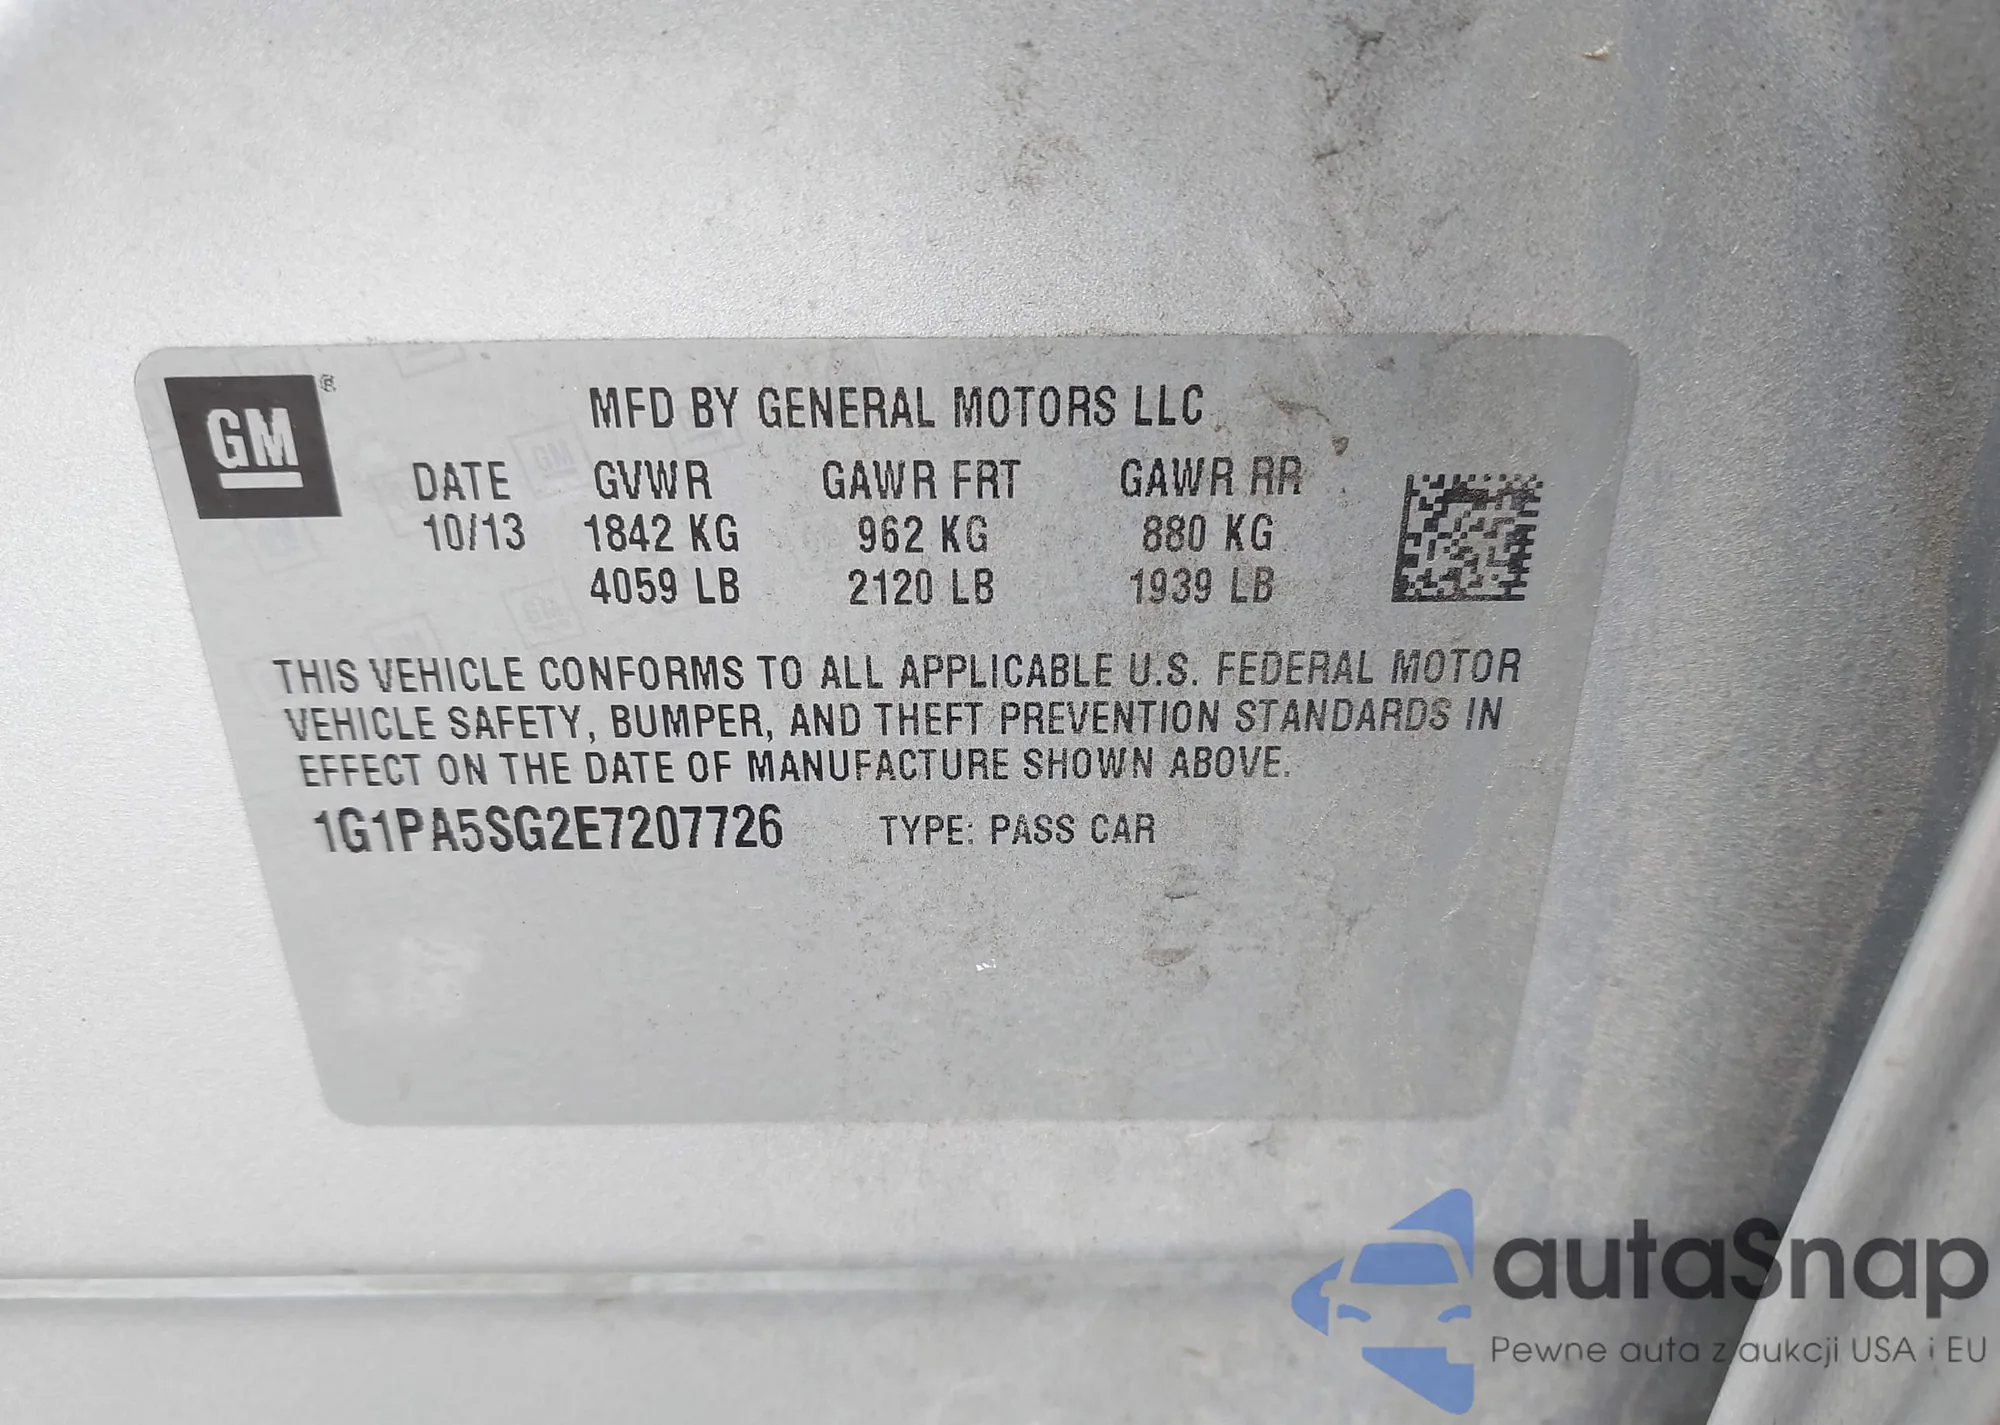 GM ®
MFD BY GENERAL MOTORS LLC
DATE GVWR GAWR FRT GAWR RR
10/13 1842 KG 962 KG 880 KG
4059 LB 2120 LB 1939 LB
THIS VEHICLE CONFORMS TO ALL APPLICABLE U.S. FEDERAL MOTOR
VEHICLE SAFETY, BUMPER, AND THEFT PREVENTION STANDARDS IN
EFFECT ON THE DATE OF MANUFACTURE SHOWN ABOVE.
1G1PA5SG2E7207726 TYPE: PASS CAR
autaSnap
Pewne auta z aukcji USA i EU